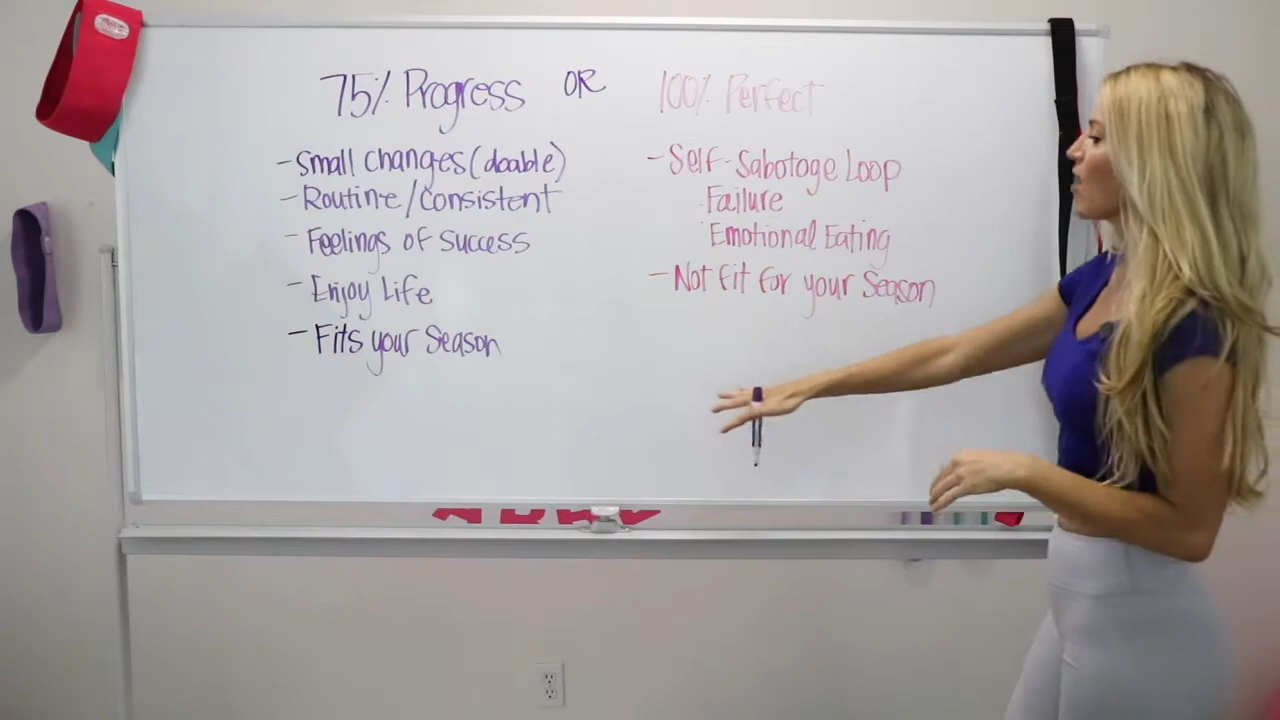 75% Progress OR 100% Perfect
-Small changes (doable)
-Routine/consistent
-Feelings of success
-Enjoy Life
-Fits your Season
-Self-Sabotage Loop
Failure
Emotional Eating
-Not fit for your Season